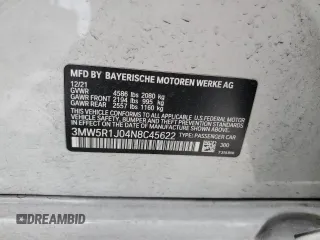 MFD BY BAYERISCHE MOTOREN WERKE AG
12/21
GVWR 4586 lbs 2080 kg
GAWR FRONT 2194 lbs 995 kg
GAWR REAR 2557 lbs 1160 kg
THIS VEHICLE CONFORMS TO ALL APPLICABLE U.S. FEDERAL MOTOR
VEHICLE SAFETY, BUMPER, AND THEFT PREVENTION STANDARDS
IN EFFECT ON THE DATE OF MANUFACTURE SHOWN ABOVE.
3MW5R1J04N8C45622 TYPE: PASSENGER CAR
300
DREAMBID
DREAMBID.COM